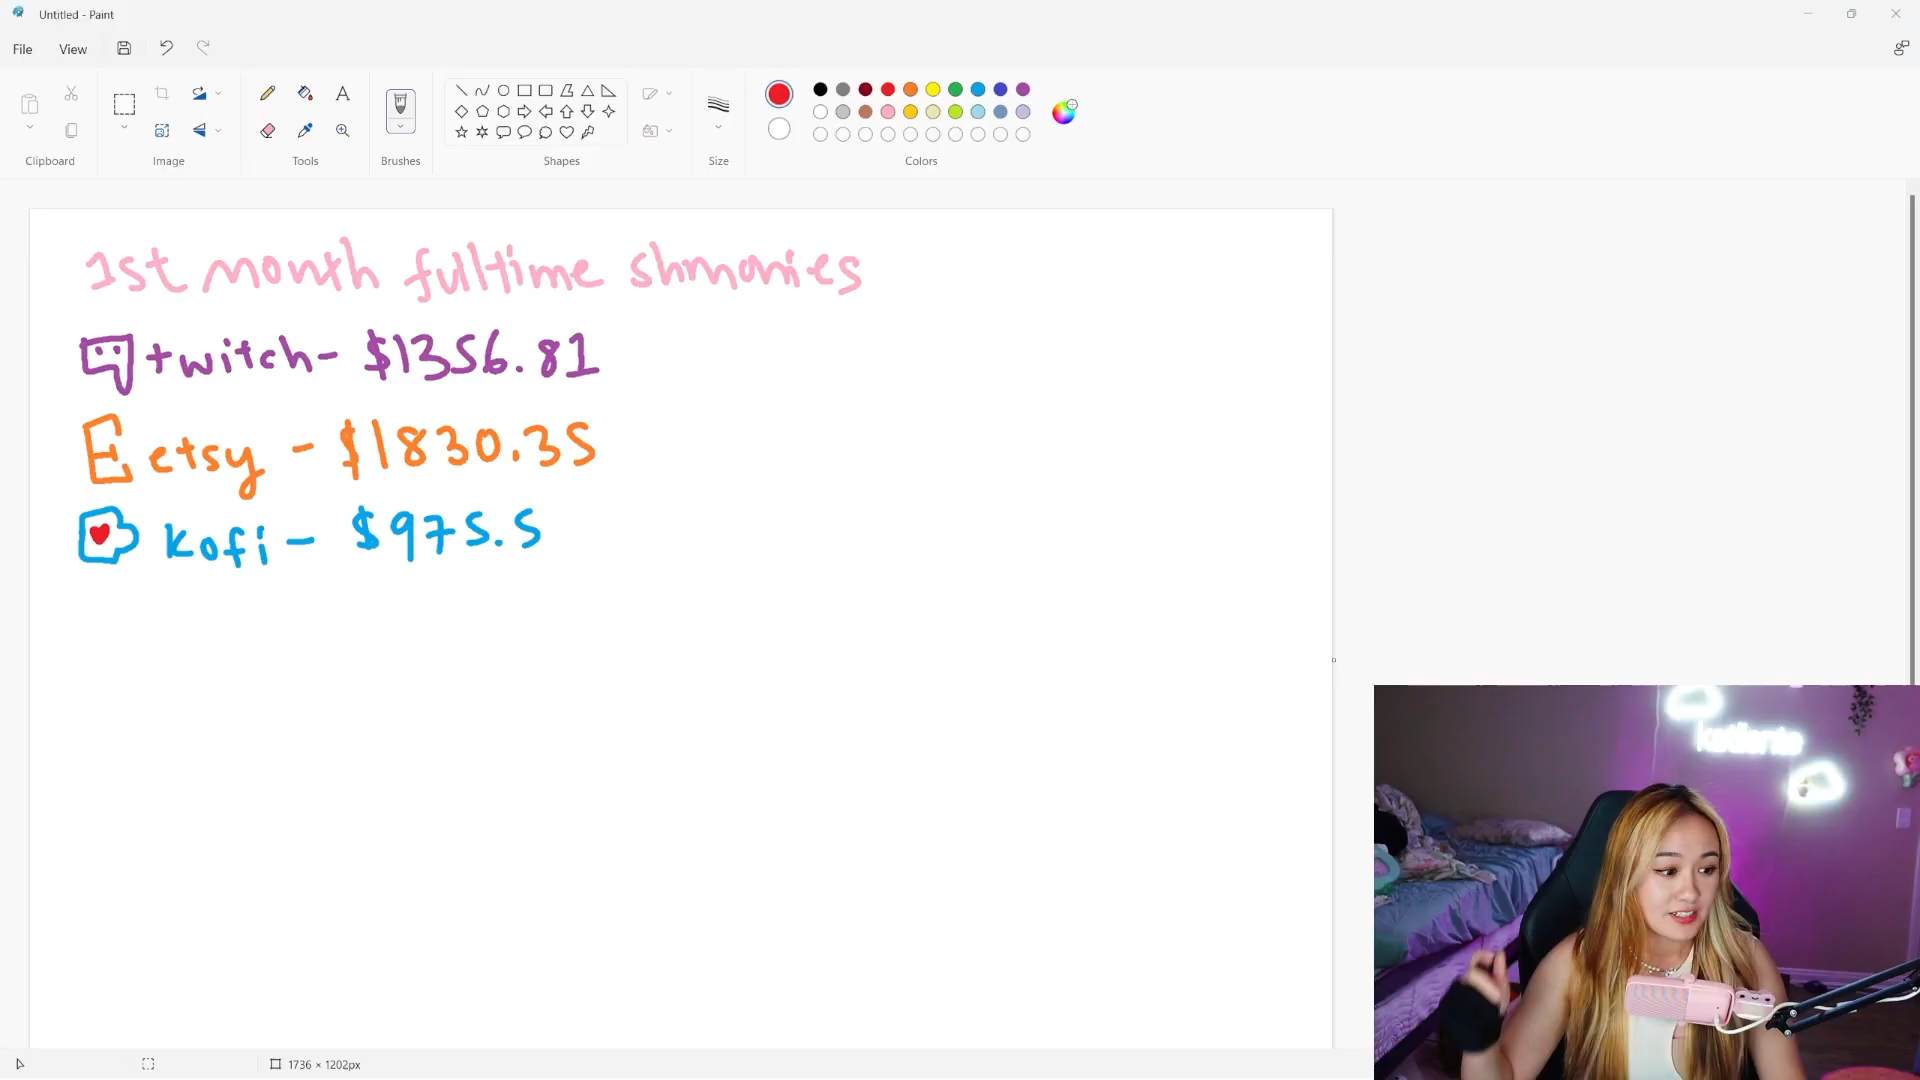 Untitled - Paint
File View
Clipboard Image Tools Brushes Shapes Size Colors
1st month fultime shmonies
twitch- $1356.81
E etsy - $1830.35
kofi - $975.5
1736 × 1202px